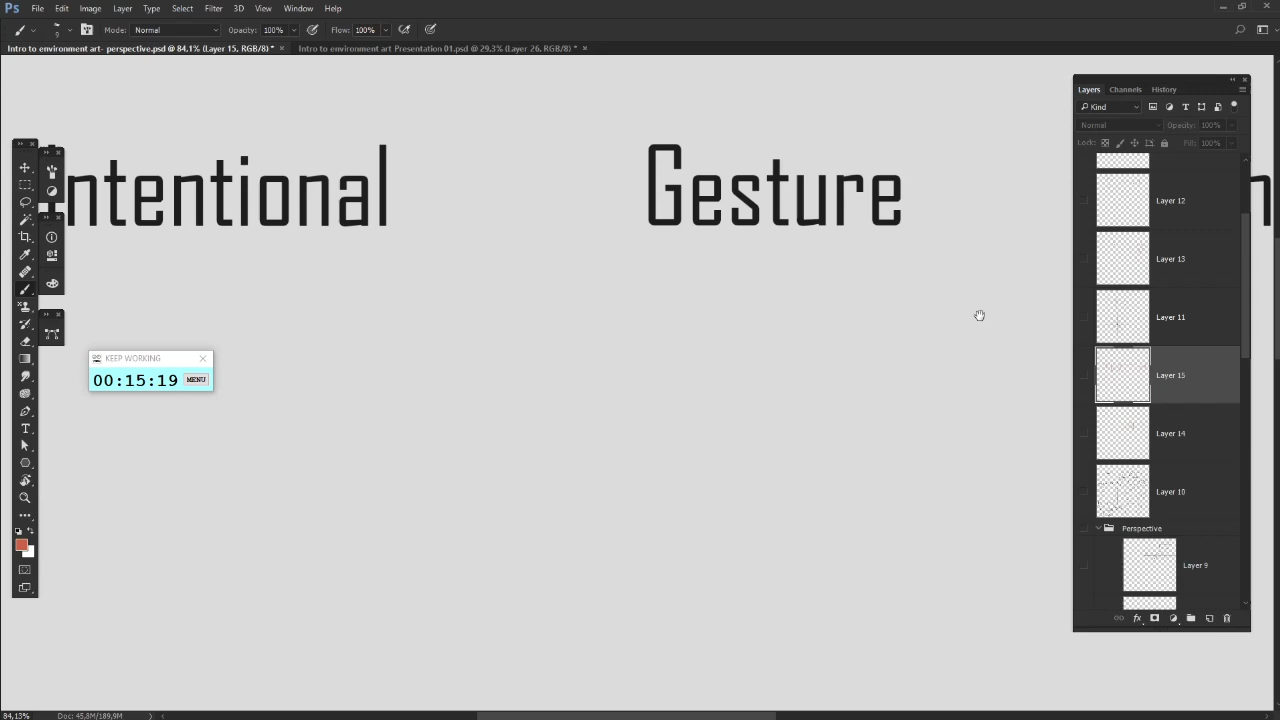 Ps File Edit Image Layer Type Select Filter 3D View Window Help
Mode: Normal Opacity: 100% Flow: 100%
Intro to environment art- perspective.psd @ 84,1% (Layer 15, RGB/8) * × Intro to environment art Presentation 01.psd @ 29,3% (Layer 26, RGB/8) * ×
Intentional Gesture
Layers Channels History
Kind
Normal Opacity: 100%
Lock: Fill: 100%
Layer 12
Layer 13
Layer 11
KEEP WORKING
00:15:19 MENU
Layer 15
Layer 14
Layer 10
Perspective
Layer 9
fx
84,13% Doc: 45,8M/189,9M